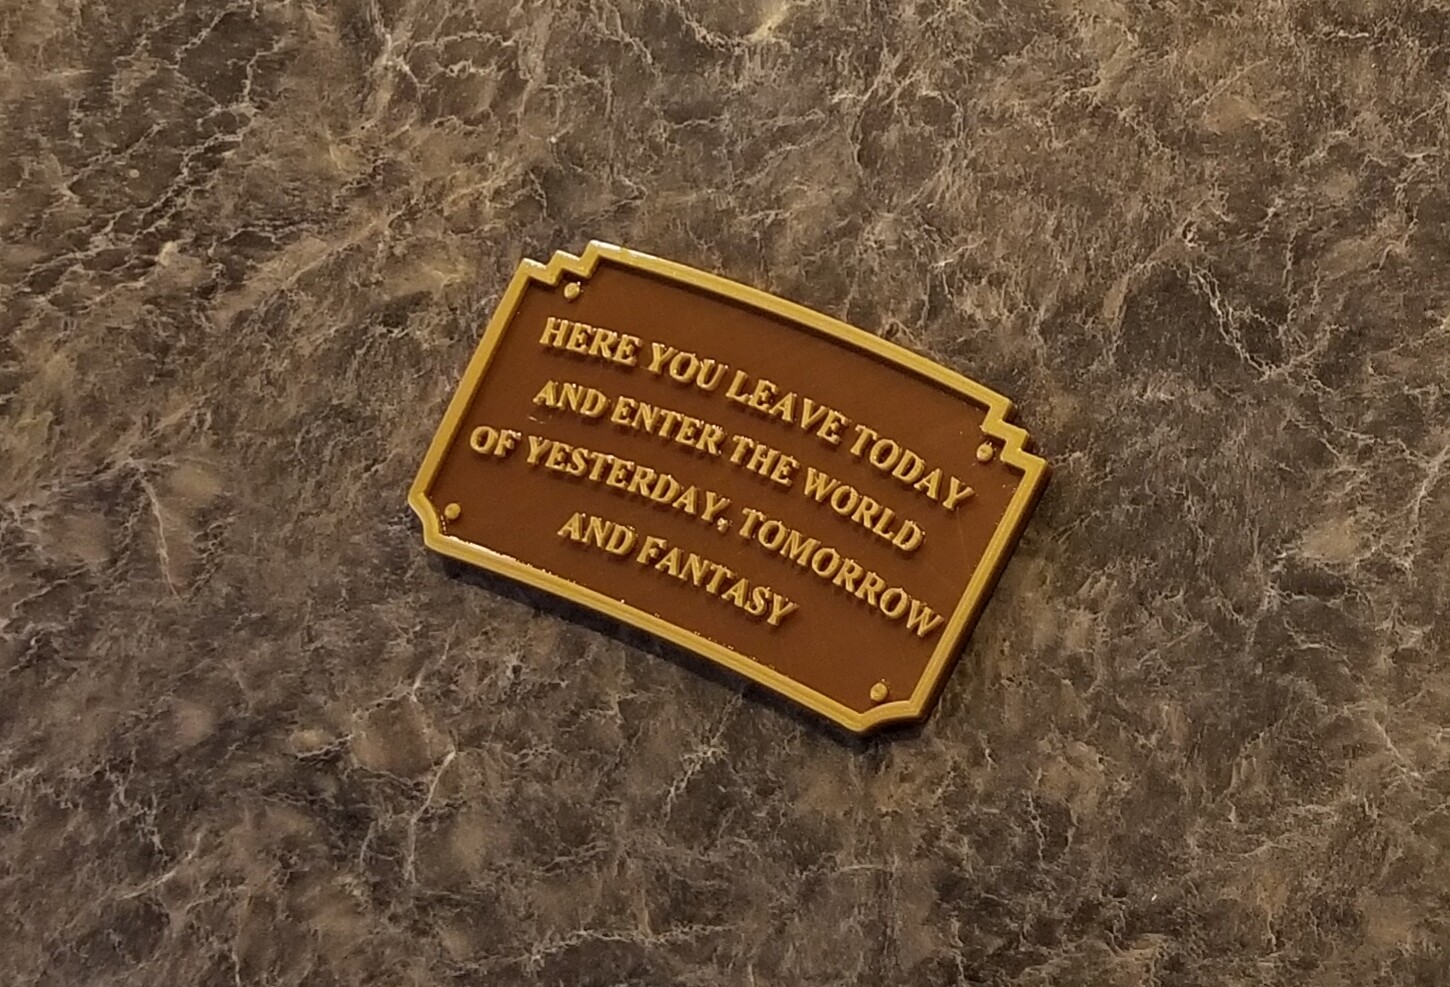 HERE YOU LEAVE TODAY
AND ENTER THE WORLD
OF YESTERDAY, TOMORROW
AND FANTASY